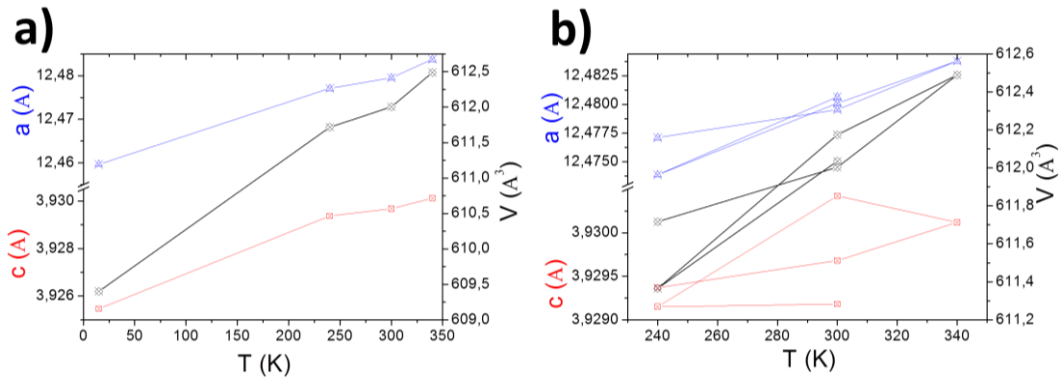 a)
12,48
12,47
12,46
3,930
3,928
3,926
a (A)
c (A)
612,5
612,0
611,5
611,0
610,5
610,0
609,5
609,0
V (A³)
0 50 100 150 200 250 300 350
T (K)
b)
12,4825
12,4800
12,4775
12,4750
3,9300
3,9295
3,9290
a (A)
c (A)
612,6
612,4
612,2
612,0
611,8
611,6
611,4
611,2
V (A³)
240 260 280 300 320 340
T (K)